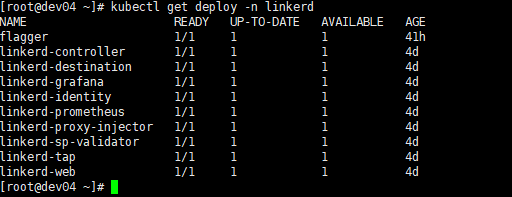 [root@dev04 ~]# kubectl get deploy -n linkerd
NAME READY UP-TO-DATE AVAILABLE AGE
flagger 1/1 1 1 41h
linkerd-controller 1/1 1 1 4d
linkerd-destination 1/1 1 1 4d
linkerd-grafana 1/1 1 1 4d
linkerd-identity 1/1 1 1 4d
linkerd-prometheus 1/1 1 1 4d
linkerd-proxy-injector 1/1 1 1 4d
linkerd-sp-validator 1/1 1 1 4d
linkerd-tap 1/1 1 1 4d
linkerd-web 1/1 1 1 4d
[root@dev04 ~]#